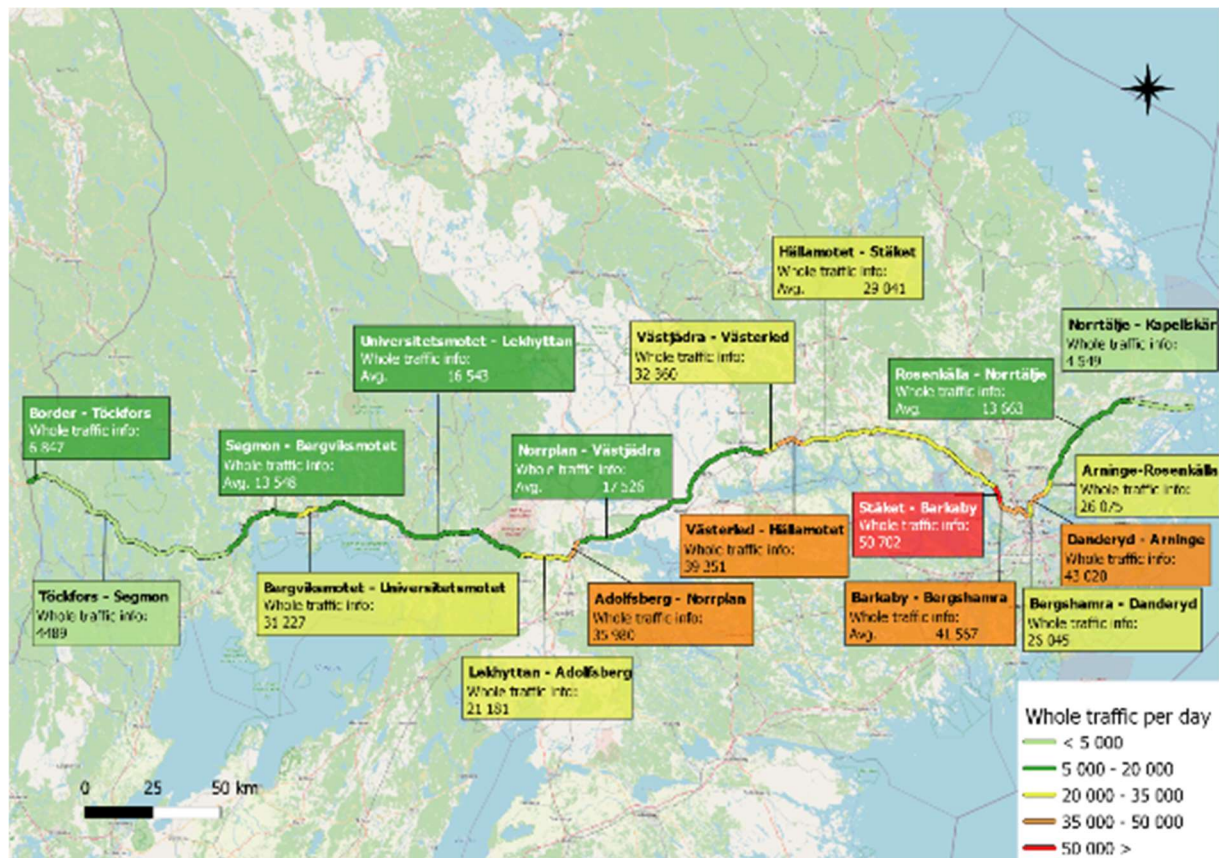 Hällamotet - Stäket
Whole traffic info:
Avg. 29 041
Universitetsmotet - Lekhyttan
Whole traffic info:
Avg. 16 543
Västjädra - Västerled
Whole traffic info:
32 360
Norrtälje - Kapellskär
Whole traffic info:
4 549
Rosenkälla - Norrtälje
Whole traffic info:
Avg. 13 663
Border - Töckfors
Whole traffic info:
6 847
Segmon - Bergviksmotet
Whole traffic info:
Avg. 13 548
Norrplan - Västjädra
Whole traffic info:
Avg. 17 526
Arninge-Rosenkälla
Whole traffic info:
26 075
Stäket - Barkaby
Whole traffic info:
50 702
Västerled - Hällamotet
Whole traffic info:
39 351
Danderyd - Arninge
Whole traffic info:
43 020
Töckfors - Segmon
Whole traffic info:
4489
Bergviksmotet - Universitetsmotet
Whole traffic info:
31 227
Adolfsberg - Norrplan
Whole traffic info:
35 980
Barkaby - Bergshamra
Whole traffic info:
Avg. 41 567
Bergshamra - Danderyd
Whole traffic info:
26 045
Lekhyttan - Adolfsberg
Whole traffic info:
21 181
0 25 50 km
Whole traffic per day
< 5 000
5 000 - 20 000
20 000 - 35 000
35 000 - 50 000
50 000 >